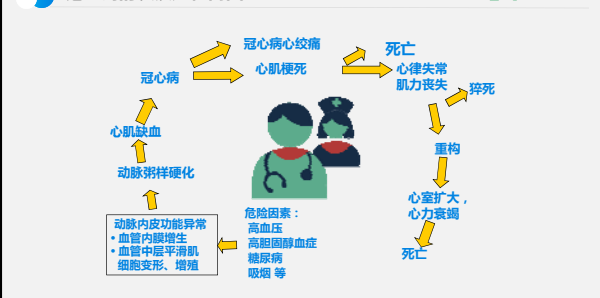 冠心病心绞痛
死亡
冠心病
心肌梗死
心律失常
肌力丧失
猝死
心肌缺血
重构
动脉粥样硬化
心室扩大，
心力衰竭
危险因素：
高血压
高胆固醇血症
糖尿病
吸烟 等
动脉内皮功能异常
• 血管内膜增生
• 血管中层平滑肌
细胞变形、增殖
死亡